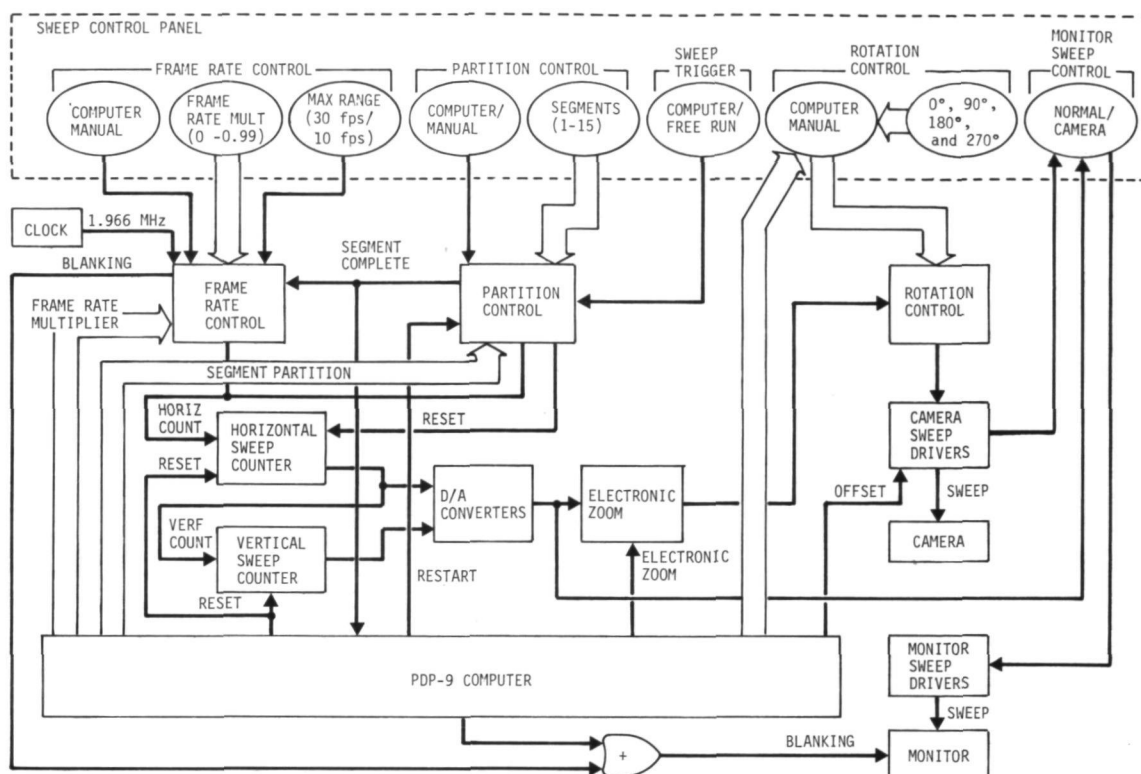 SWEEP CONTROL PANEL
FRAME RATE CONTROL
PARTITION CONTROL
SWEEP
TRIGGER
ROTATION
CONTROL
MONITOR
SWEEP
CONTROL
COMPUTER
MANUAL
FRAME
RATE MULT
(0 -0.99)
MAX RANGE
(30 fps/
10 fps)
COMPUTER/
MANUAL
SEGMENTS
(1-15)
COMPUTER/
FREE RUN
COMPUTER
MANUAL
0°, 90°,
180°,
and 270°
NORMAL/
CAMERA
CLOCK
1.966 MHz
BLANKING
FRAME
RATE
CONTROL
SEGMENT
COMPLETE
PARTITION
CONTROL
ROTATION
CONTROL
FRAME RATE
MULTIPLIER
SEGMENT PARTITION
HORIZ
COUNT
HORIZONTAL
SWEEP
COUNTER
RESET
RESET
CAMERA
SWEEP
DRIVERS
D/A
CONVERTERS
ELECTRONIC
ZOOM
OFFSET
SWEEP
VERF
COUNT
VERTICAL
SWEEP
COUNTER
CAMERA
RESTART
ELECTRONIC
ZOOM
RESET
PDP-9 COMPUTER
MONITOR
SWEEP
DRIVERS
SWEEP
+
BLANKING
MONITOR